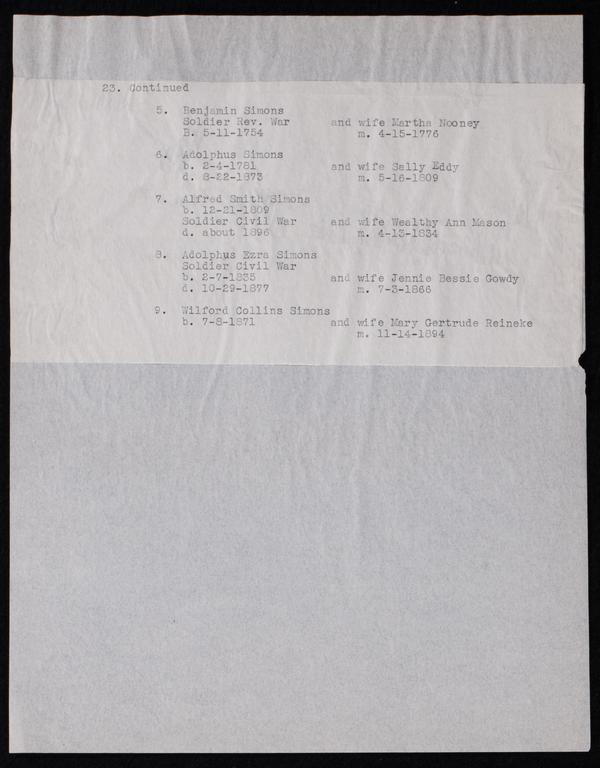 23. Continued
5. Benjamin Simons
Soldier Rev. War and wife Martha Nooney
B. 5-11-1754 m. 4-15-1776
6. Adolphus Simons
b. 2-4-1781 and wife Sally Eddy
d. 8-22-1873 m. 5-16-1809
7. Alfred Smith Simons
b. 12-21-1809
Soldier Civil War and wife Wealthy Ann Mason
d. about 1896 m. 4-13-1834
8. Adolphus Ezra Simons
Soldier Civil War
b. 2-7-1835 and wife Jennie Bessie Gowdy
d. 10-29-1877 m. 7-3-1866
9. Wilford Collins Simons
b. 7-8-1871 and wife Mary Gertrude Reineke
m. 11-14-1894